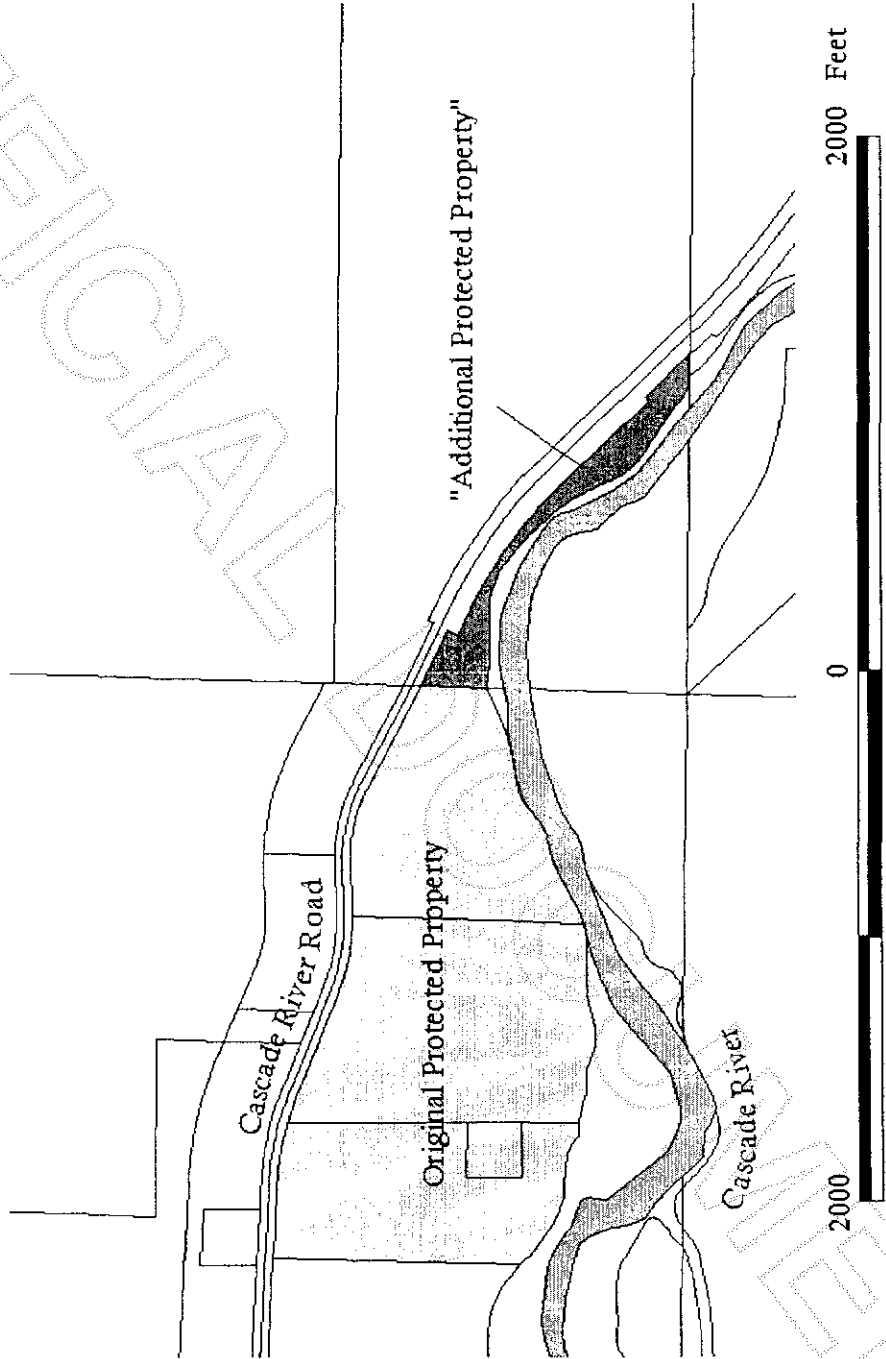 Cascade River Road
Original Protected Property
"Additional Protected Property"
Cascade River
2000 0 2000 Feet